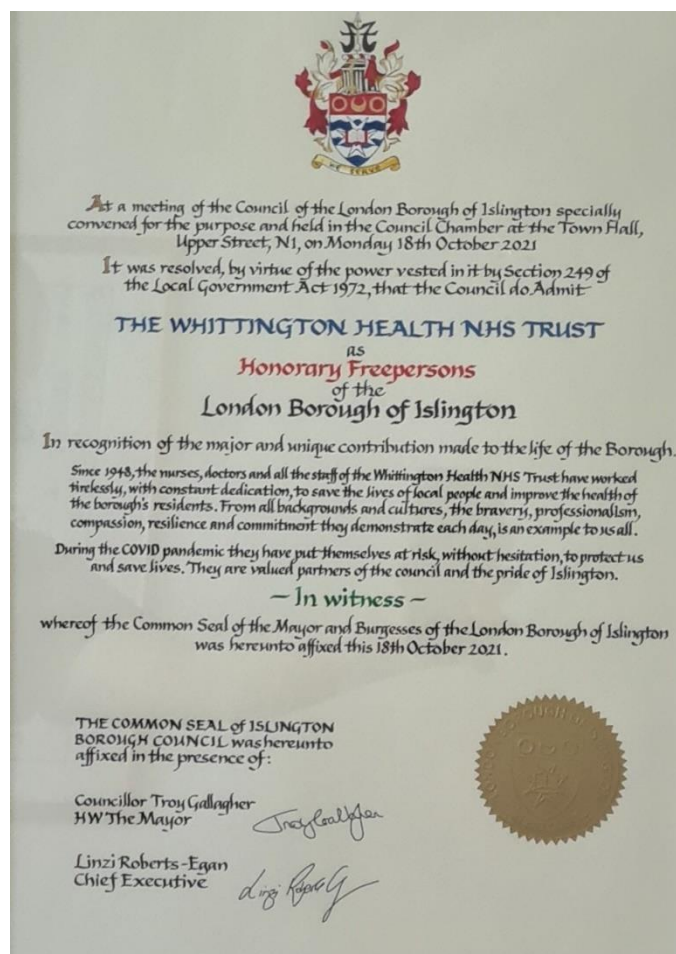 WE SERVE
At a meeting of the Council of the London Borough of Islington specially
convened for the purpose and held in the Council Chamber at the Town Hall,
Upper Street, N1, on Monday 18th October 2021
It was resolved, by virtue of the power vested in it by Section 249 of
the Local Government Act 1972, that the Council do Admit
THE WHITTINGTON HEALTH NHS TRUST
as
Honorary Freepersons
of the
London Borough of Islington
In recognition of the major and unique contribution made to the life of the Borough.
Since 1948, the nurses, doctors and all the staff of the Whittington Health NHS Trust have worked
tirelessly, with constant dedication, to save the lives of local people and improve the health of
the borough's residents. From all backgrounds and cultures, the bravery, professionalism,
compassion, resilience and commitment they demonstrate each day, is an example to us all.
During the COVID pandemic they have put themselves at risk, without hesitation, to protect us
and save lives. They are valued partners of the council and the pride of Islington.
– In witness –
whereof the Common Seal of the Mayor and Burgesses of the London Borough of Islington
was hereunto affixed this 18th October 2021.
THE COMMON SEAL of ISLINGTON
BOROUGH COUNCIL was hereunto
affixed in the presence of:
Councillor Troy Gallagher
HW The Mayor
Troy Gallagher
Linzi Roberts-Egan
Chief Executive